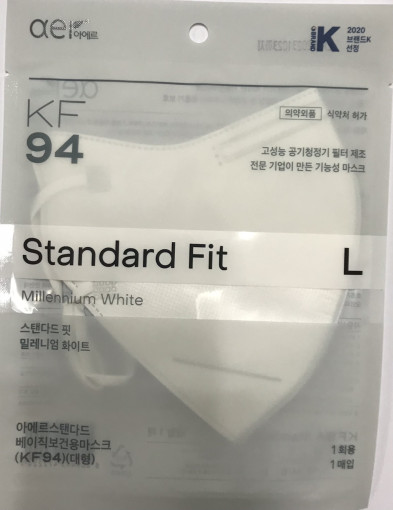 aer 아에르
BRAND K
2020
브랜드K
선정
KF
94
의약외품 식약처 허가
고성능 공기청정기 필터 제조
전문 기업이 만든 기능성 마스크
Standard Fit L
Millennium White
스탠다드 핏
밀레니엄 화이트
아에르스탠다드
베이직보건용마스크
(KF94)(대형)
1회용
1매입